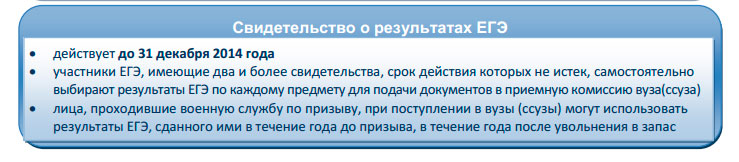 Свидетельство о результатах ЕГЭ
• действует до 31 декабря 2014 года
• участники ЕГЭ, имеющие два и более свидетельства, срок действия которых не истек, самостоятельно
выбирают результаты ЕГЭ по каждому предмету для подачи документов в приемную комиссию вуза(ссуза)
• лица, проходившие военную службу по призыву, при поступлении в вузы (ссузы) могут использовать
результаты ЕГЭ, сданного ими в течение года до призыва, в течение года после увольнения в запас